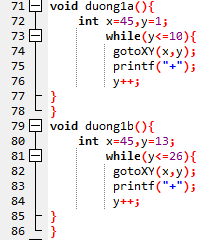 71 void duong1a(){
72 int x=45,y=1;
73 while(y<=10){
74 gotoXY(x,y);
75 printf("+");
76 y++;
77 }
78 }
79 void duong1b(){
80 int x=45,y=13;
81 while(y<=26){
82 gotoXY(x,y);
83 printf("+");
84 y++;
85 }
86 }